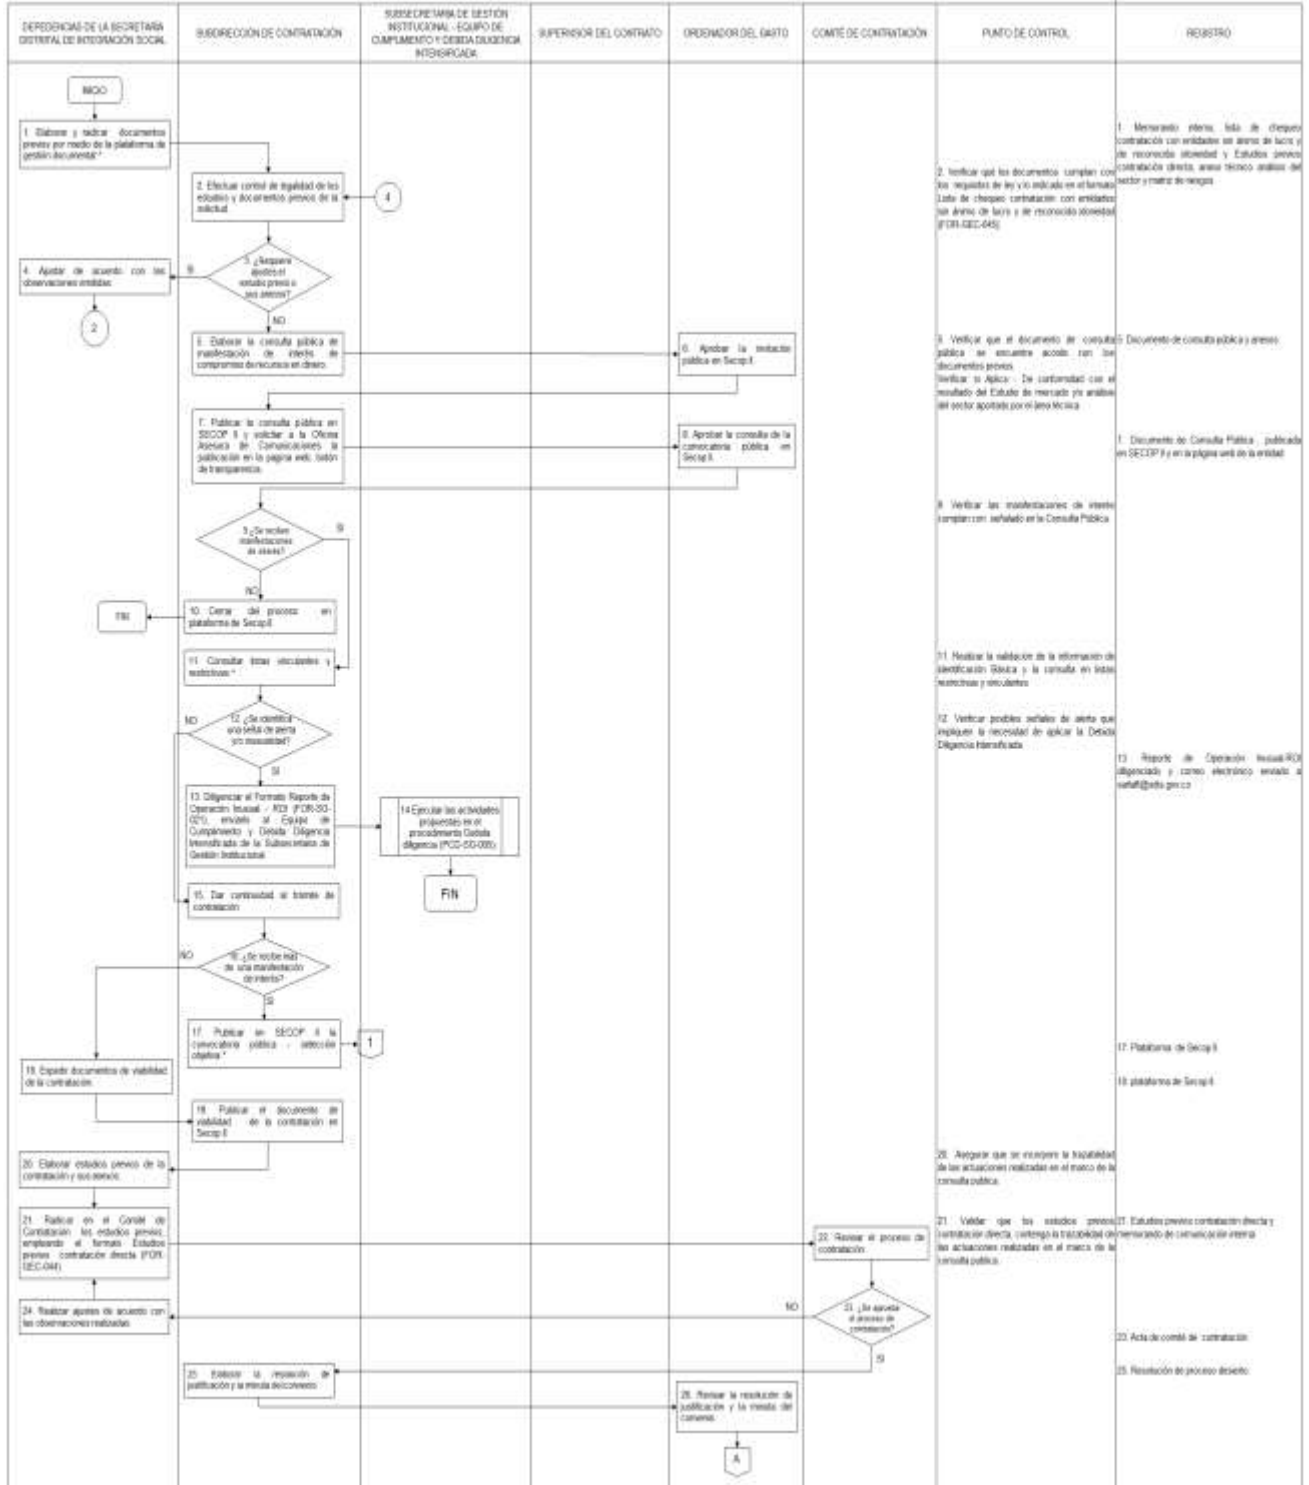 DEPEDENCIAS DE LA SECRETARÍA
DISTRITAL DE INTEGRACIÓN SOCIAL
SUBDIRECCIÓN DE CONTRATACIÓN
SUBSECRETARIA DE GESTIÓN
INSTITUCIONAL - EQUIPO DE
CUMPLIMIENTO Y DEBIDA DILIGENCIA
INTENSIFICADA
SUPERVISOR DEL CONTRATO
ORDENADOR DEL GASTO
COMITÉ DE CONTRATACIÓN
PUNTO DE CONTROL
REGISTRO
INICIO
1. Elaborar y radicar documentos
previos por medio de la plataforma de
gestión documental *
1. Memorando interno, lista de chequeo
contratación con entidades sin ánimo de lucro y
de reconocida idoneidad y Estudios previos
contratación directa, anexo técnico análisis del
sector y matriz de riesgos
2. Efectuar control de legalidad de los
estudios y documentos previos de la
solicitud
4
2. Verificar que los documentos cumplan con
los requisitos de ley y lo indicado en el formato
Lista de chequeo contratación con entidades
sin ánimo de lucro y de reconocida idoneidad
(FOR-GEC-045)
3. ¿Requiere
ajustes el
estudio previo o
sus anexos?
SI
NO
4. Ajustar de acuerdo con las
observaciones emitidas
2
5. Elaborar la consulta pública de
manifestación de interés de
compromiso de recursos en dinero.
6. Aprobar la invitación
pública en Secop II
5. Verificar que el documento de consulta
pública se encuentre acorde con los
documentos previos
Verificar si Aplica - De conformidad con el
resultado del Estudio de mercado y/o análisis
del sector aportado por el área técnica
5. Documento de consulta pública y anexos
7. Publicar la consulta pública en
SECOP II y solicitar a la Oficina
Asesora de Comunicaciones la
publicación en la página web, botón
de transparencia
8. Aprobar la consulta de la
convocatoria pública en
Secop II
7. Documento de Consulta Pública , publicada
en SECOP II y en la página web de la entidad
9. Verificar las manifestaciones de interés
cumplan con señalado en la Consulta Pública
9. ¿Se reciben
manifestaciones
de interés?
SI
NO
10. Cerrar del proceso en
plataforma de Secop II
FIN
11. Consultar listas vinculantes y
restrictivas *
11. Realizar la validación de la información de
identificación Básica y la consulta en listas
restrictivas y vinculantes
12. ¿Se identifica
una señal de alerta
y/o inusualidad?
NO
SI
12. Verificar posibles señales de alerta que
impliquen la necesidad de aplicar la Debida
Diligencia Intensificada
13. Reporte de Operación Inusual-ROI
diligenciado y correo electrónico enviado a
13. Diligenciar el Formato Reporte de
Operación Inusual - ROI (FOR-SG-
021), enviarlo al Equipo de
Cumplimiento y Debida Diligencia
Intensificada de la Subsecretaría de
Gestión Institucional
14 Ejecutar las actividades
propuestas en el
procedimiento Debida
diligencia
FIN
15. Dar continuidad al trámite de
contratación
16. ¿Se recibe más
de una manifestación
de interés?
NO
SI
17. Publicar en SECOP II la
convocatoria pública - selección
objetiva *
1
17. Plataforma de Secop II
18. Expedir documentos de viabilidad
de la contratación
18. plataforma de Secop II
19. Publicar el documento de
viabilidad de la contratación en
Secop II
20. Elaborar estudios previos de la
contratación y sus anexos.
20. Asegurar que se incorpore la trazabilidad
de las actuaciones realizadas en el marco de la
consulta pública.
21. Radicar en el Comité de
Contratación los estudios previos,
empleando el formato Estudios
previos contratación directa (FOR-
GEC-044)
22. Revisar el proceso de
contratación
21. Validar que los estudios previos
contratación directa, contenga la trazabilidad de
las actuaciones realizadas en el marco de la
consulta pública.
21. Estudios previos contratación directa y
memorando de comunicación interna
24. Realizar ajustes de acuerdo con
las observaciones realizadas
NO
23. ¿Se aprueba
el proceso de
contratación?
SI
23. Acta de comité de contratación
25. Elaborar la resolución de
justificación y la minuta del convenio
25. Resolución de proceso desierto
26. Revisar la resolución de
justificación y la minuta del
convenio
A